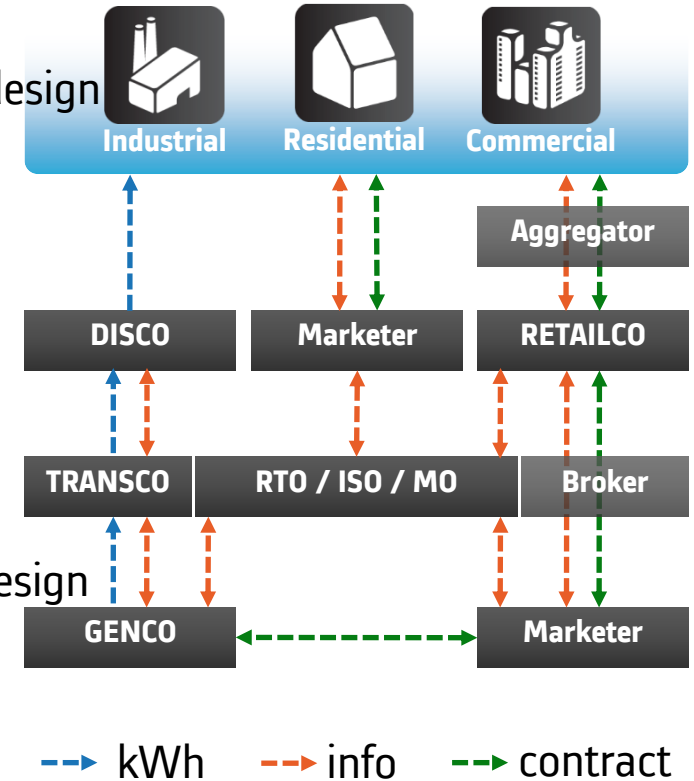 design
Industrial Residential Commercial
Aggregator
DISCO Marketer RETAILCO
TRANSCO RTO / ISO / MO Broker
esign
GENCO Marketer
kWh info contract